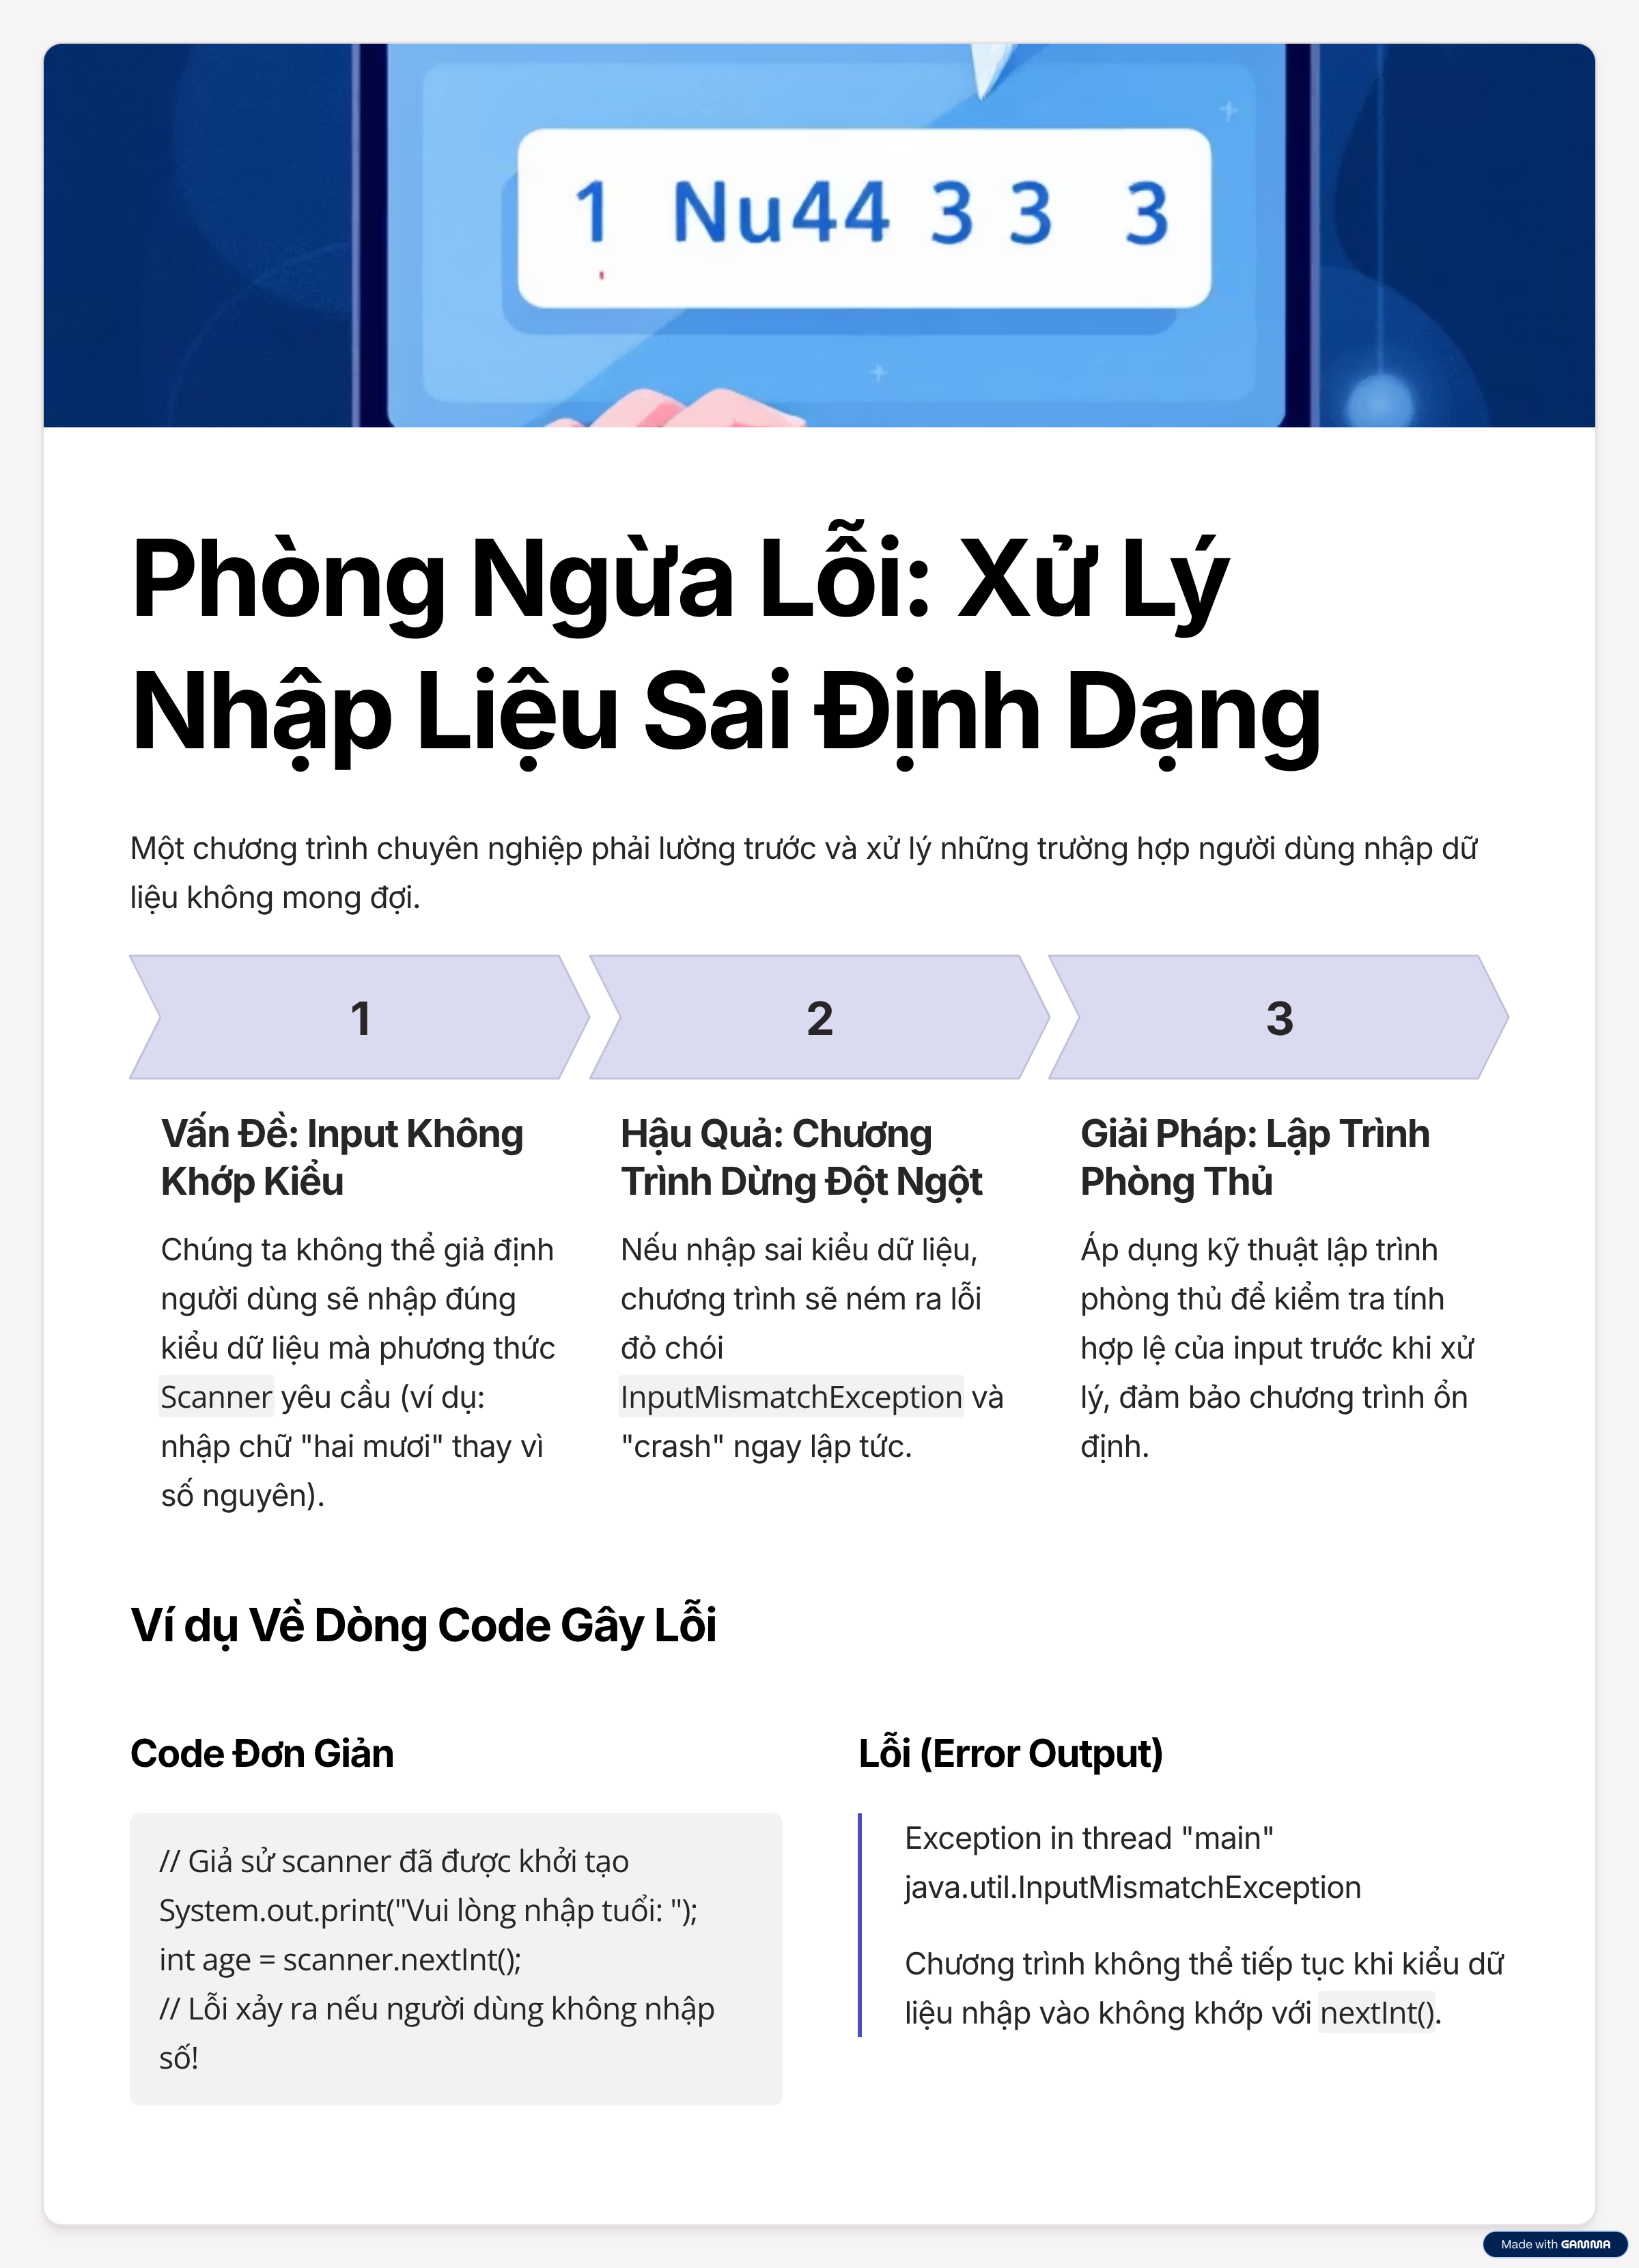 1 Nu44 3 3 3
Phòng Ngừa Lỗi: Xử Lý
Nhập Liệu Sai Định Dạng
Một chương trình chuyên nghiệp phải lường trước và xử lý những trường hợp người dùng nhập dữ
liệu không mong đợi.
1
Vấn Đề: Input Không
Khớp Kiểu
Chúng ta không thể giả định
người dùng sẽ nhập đúng
kiểu dữ liệu mà phương thức
Scanner yêu cầu (ví dụ:
nhập chữ "hai mươi" thay vì
số nguyên).
2
Hậu Quả: Chương
Trình Dừng Đột Ngột
Nếu nhập sai kiểu dữ liệu,
chương trình sẽ ném ra lỗi
đỏ chói
InputMismatchException và
"crash" ngay lập tức.
3
Giải Pháp: Lập Trình
Phòng Thủ
Áp dụng kỹ thuật lập trình
phòng thủ để kiểm tra tính
hợp lệ của input trước khi xử
lý, đảm bảo chương trình ổn
định.
Ví dụ Về Dòng Code Gây Lỗi
Code Đơn Giản
// Giả sử scanner đã được khởi tạo
System.out.print("Vui lòng nhập tuổi: ");
int age = scanner.nextInt();
// Lỗi xảy ra nếu người dùng không nhập
số!
Lỗi (Error Output)
Exception in thread "main"
java.util.InputMismatchException
Chương trình không thể tiếp tục khi kiểu dữ
liệu nhập vào không khớp với nextInt().
Made with GAMMA